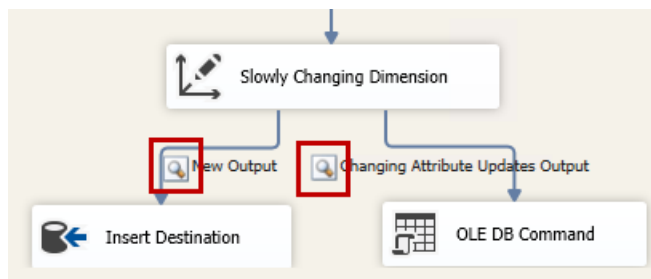 Slowly Changing Dimension
New Output
Changing Attribute Updates Output
Insert Destination
OLE DB Command